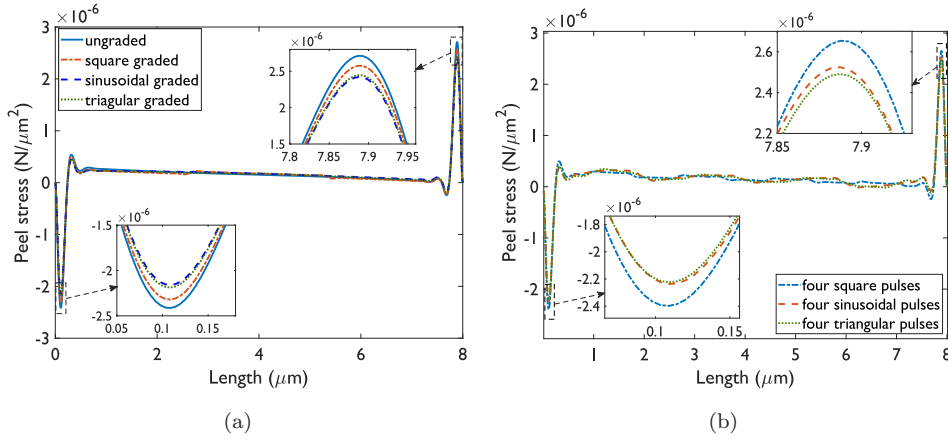 ×10⁻⁶
ungraded
square graded
sinusoidal graded
triagular graded
×10⁻⁶
2.5
2
1.5
7.8 7.85 7.9 7.95
×10⁻⁶
-1.5
-2
-2.5
0.05 0.1 0.15
3
2
1
0
-1
-2
-3
Peel stress (N/μm²)
0 2 4 6 8
Length (μm)
(a)
×10⁻⁶
×10⁻⁶
2.6
2.4
2.2
7.85 7.9
×10⁻⁶
-1.8
-2
-2.2
-2.4
0.1 0.15
four square pulses
four sinusoidal pulses
four triangular pulses
3
2
1
0
-1
-2
Peel stress (N/μm²)
1 2 3 4 5 6 7 8
Length (μm)
(b)